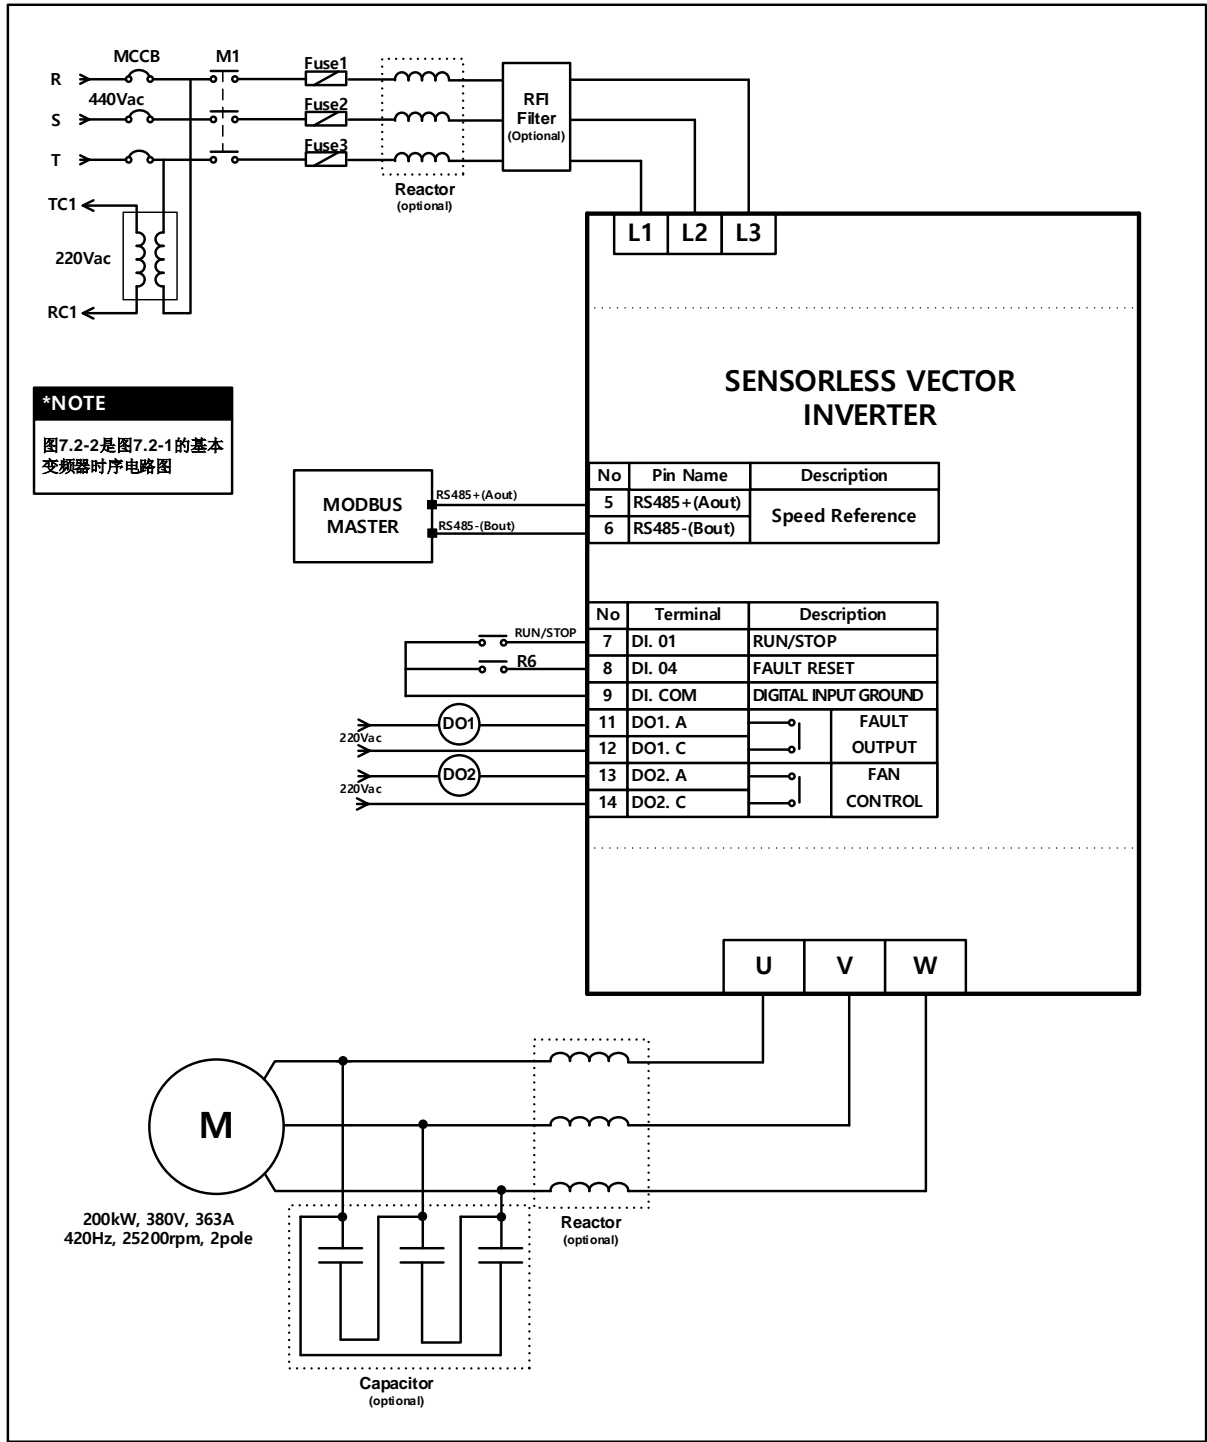 MCCB
M1
R
440Vac
S
T
Fuse1
Fuse2
Fuse3
Reactor
(optional)
RFI
Filter
(Optional)
TC1
220Vac
RC1
L1 L2 L3
*NOTE
图7.2-2是图7.2-1的基本
变频器时序电路图
SENSORLESS VECTOR
INVERTER
MODBUS
MASTER
RS485+(Aout)
RS485-(Bout)
No Pin Name Description
5 RS485+(Aout) Speed Reference
6 RS485-(Bout)
RUN/STOP
R6
No Terminal Description
7 DI. 01 RUN/STOP
8 DI. 04 FAULT RESET
9 DI. COM DIGITAL INPUT GROUND
11 DO1. A FAULT
12 DO1. C OUTPUT
13 DO2. A FAN
14 DO2. C CONTROL
DO1
220Vac
DO2
220Vac
U V W
M
200kW, 380V, 363A
420Hz, 25200rpm, 2pole
Reactor
(optional)
Capacitor
(optional)